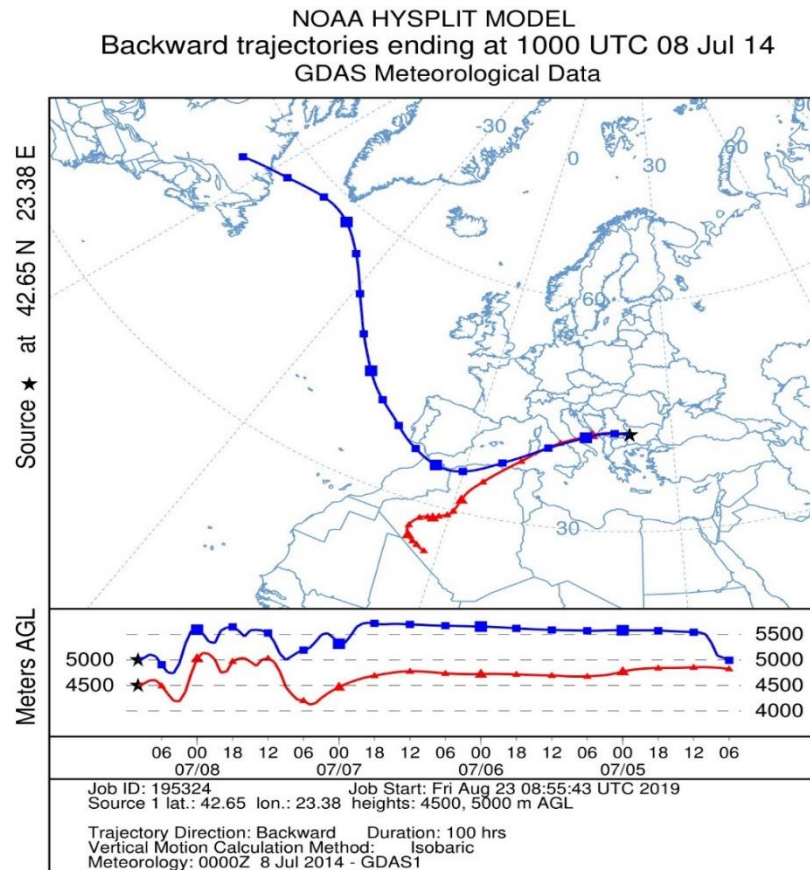 NOAA HYSPLIT MODEL
Backward trajectories ending at 1000 UTC 08 Jul 14
GDAS Meteorological Data
Source ★ at 42.65 N 23.38 E
-30
0
30
60
90
60
30
Meters AGL
5000
4500
5500
5000
4500
4000
06 00 18 12 06 00 18 12 06 00 18 12 06 00 18 12 06
07/08 07/07 07/06 07/05
Job ID: 195324 Job Start: Fri Aug 23 08:55:43 UTC 2019
Source 1 lat.: 42.65 lon.: 23.38 heights: 4500, 5000 m AGL
Trajectory Direction: Backward Duration: 100 hrs
Vertical Motion Calculation Method: Isobaric
Meteorology: 0000Z 8 Jul 2014 - GDAS1